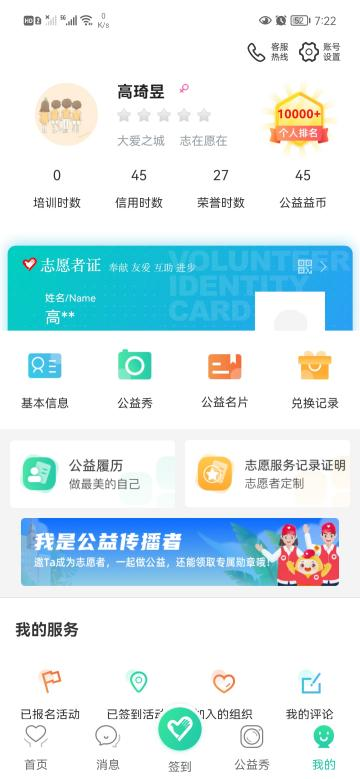 HD 2 5G 0 K/s 52 7:22
客服热线
账号设置
高琦昱
大爱之城 志在愿在
10000+
个人排名
0 45 27 45
培训时数 信用时数 荣誉时数 公益益币
志愿者证 奉献 友爱 互助 进步
VOLUNTEER
IDENTITY
CARD
姓名/Name
高**
基本信息 公益秀 公益名片 兑换记录
公益履历
做最美的自己
志愿服务记录证明
志愿者定制
我是公益传播者
邀Ta成为志愿者，一起做公益，还能领取专属勋章哦！
我的服务
已报名活动 已签到活动 加入的组织 我的评论
首页 消息 签到 公益秀 我的